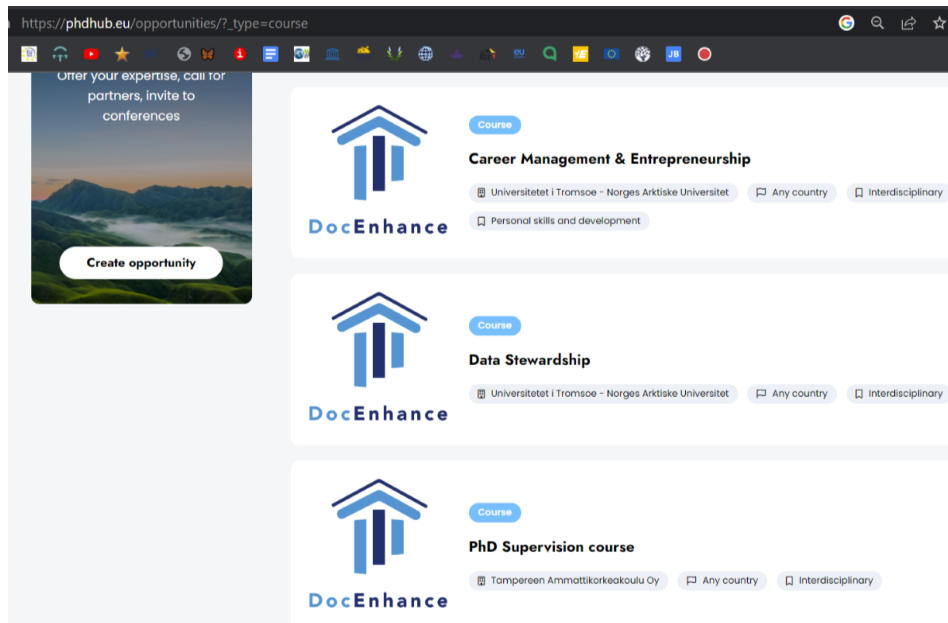 https://phdhub.eu/opportunities/?_type=course
Offer your expertise, call for
partners, invite to
conferences
Create opportunity
DocEnhance
Course
Career Management & Entrepreneurship
Universitetet i Tromsoe - Norges Arktiske Universitet Any country Interdisciplinary
Personal skills and development
DocEnhance
Course
Data Stewardship
Universitetet i Tromsoe - Norges Arktiske Universitet Any country Interdisciplinary
DocEnhance
Course
PhD Supervision course
Tampereen Ammattikorkeakoulu Oy Any country Interdisciplinary